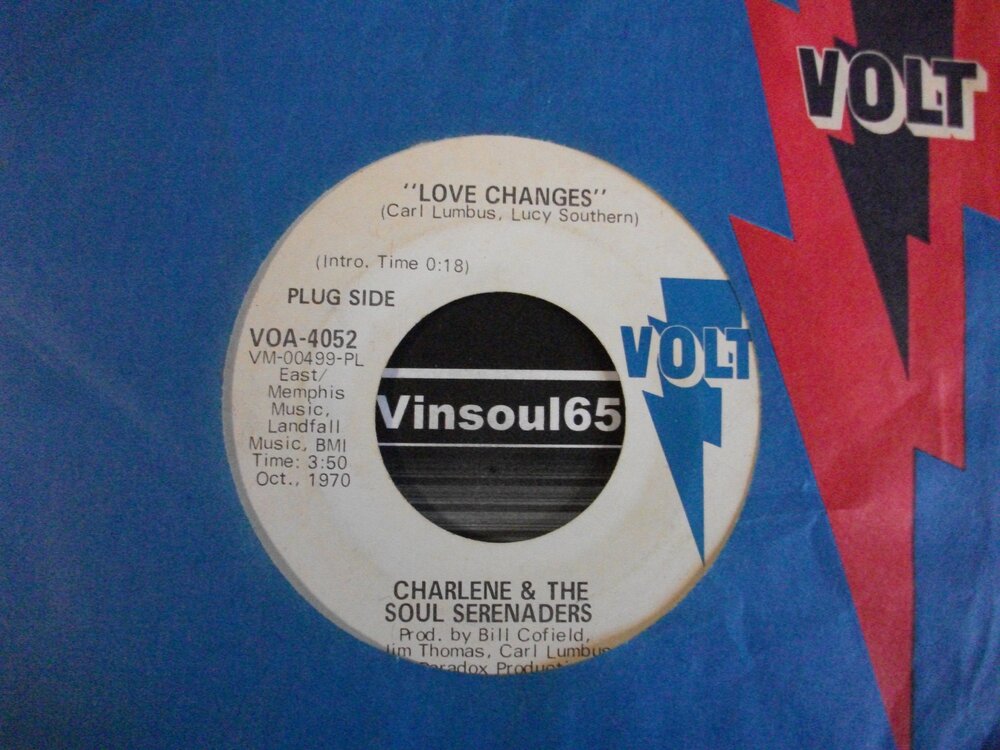 VOLT
"LOVE CHANGES"
(Carl Lumbus, Lucy Southern)
(Intro. Time 0:18)
PLUG SIDE
VOA-4052
VM-00499-PL
East/
Memphis
Music,
Landfall
Music, BMI
Time: 3:50
Oct., 1970
VOLT
Vinsoul65
CHARLENE & THE
SOUL SERENADERS
Prod. by Bill Cofield,
Jim Thomas, Carl Lumbus
Paradox